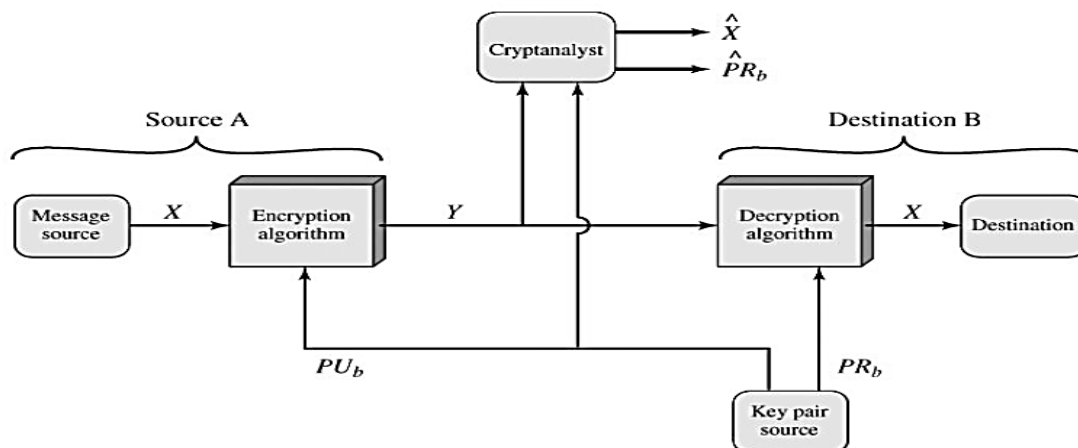 X̂
Cryptanalyst
P̂R_b
Source A
Destination B
Message
source
X
Encryption
algorithm
Y
Decryption
algorithm
X
Destination
PU_b
PR_b
Key pair
source